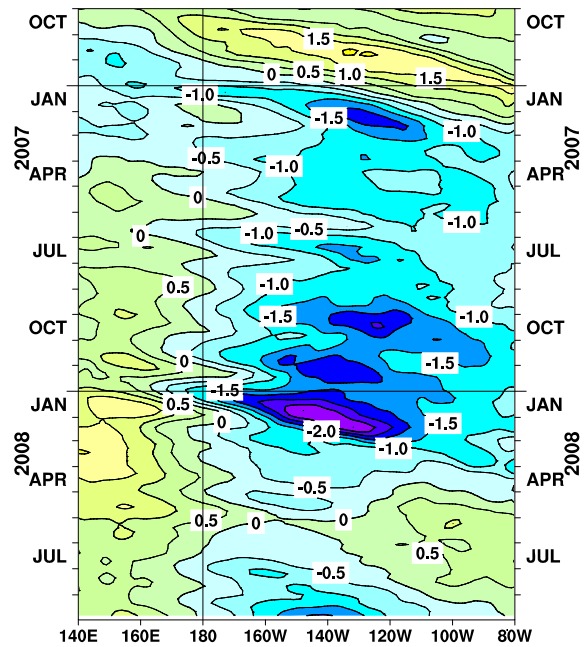 OCT 1.5 OCT
0 0.5 1.0 1.5
-1.0
JAN JAN
-1.5 -1.0
2007 -0.5 -1.0 2007
APR APR
0 -1.0
0 -1.0 -0.5
JUL JUL
0.5 -1.0
-1.5 -1.0
OCT OCT
0 -1.5
-1.5
JAN 0.5 JAN
0 -2.0 -1.5
2008 -1.0 2008
APR -0.5 APR
0.5 0 0
JUL 0.5 JUL
-0.5
140E 160E 180 160W 140W 120W 100W 80W